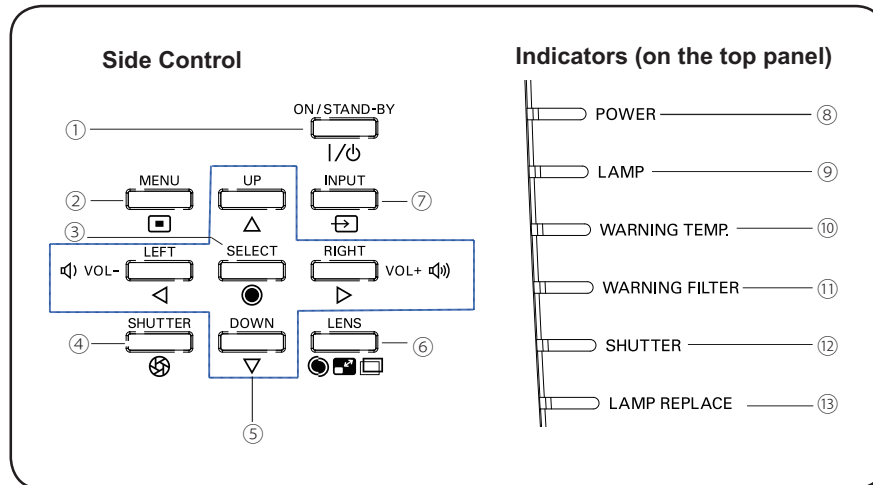 Side Control
ON/STAND-BY
①
MENU
UP
INPUT
②
⑦
③
VOL-
LEFT
SELECT
RIGHT
VOL+
SHUTTER
DOWN
LENS
④
⑥
⑤
Indicators (on the top panel)
POWER ⑧
LAMP ⑨
WARNING TEMP. ⑩
WARNING FILTER ⑪
SHUTTER ⑫
LAMP REPLACE ⑬